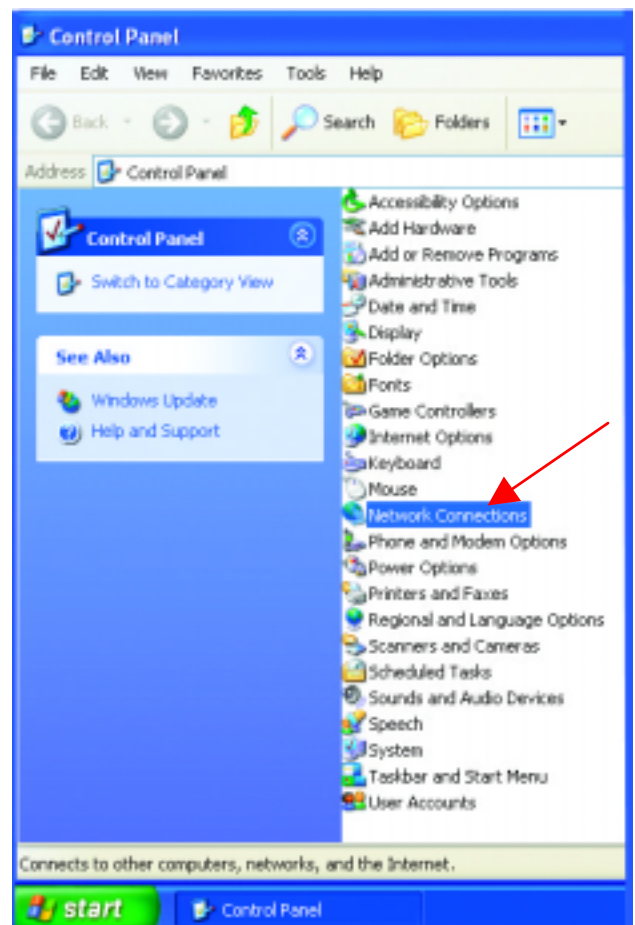 Control Panel
File Edit View Favorites Tools Help
Back Search Folders
Address Control Panel
Control Panel
Switch to Category View
See Also
Windows Update
Help and Support
Accessibility Options
Add Hardware
Add or Remove Programs
Administrative Tools
Date and Time
Display
Folder Options
Fonts
Game Controllers
Internet Options
Keyboard
Mouse
Network Connections
Phone and Modem Options
Power Options
Printers and Faxes
Regional and Language Options
Scanners and Cameras
Scheduled Tasks
Sounds and Audio Devices
Speech
System
Taskbar and Start Menu
User Accounts
Connects to other computers, networks, and the Internet.
start Control Panel